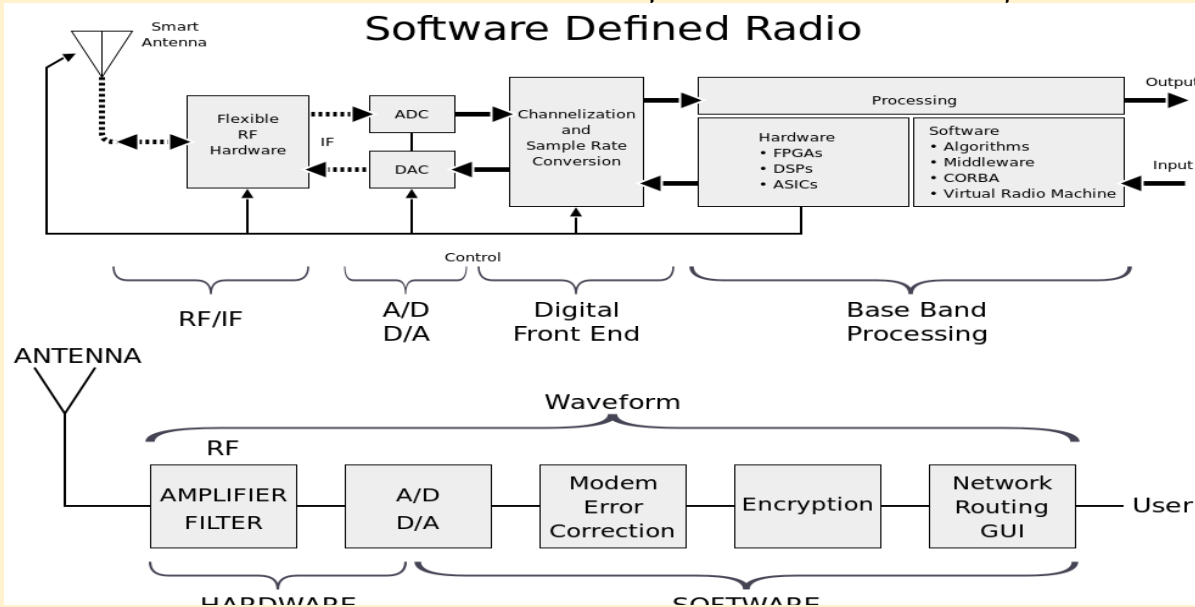 Software Defined Radio
Smart
Antenna
Flexible
RF
Hardware
IF
ADC
DAC
Channelization
and
Sample Rate
Conversion
Processing
Hardware
• FPGAs
• DSPs
• ASICs
Software
• Algorithms
• Middleware
• CORBA
• Virtual Radio Machine
Output
Input
Control
RF/IF
A/D
D/A
Digital
Front End
Base Band
Processing
ANTENNA
Waveform
RF
AMPLIFIER
FILTER
A/D
D/A
Modem
Error
Correction
Encryption
Network
Routing
GUI
User
HARDWARE
SOFTWARE